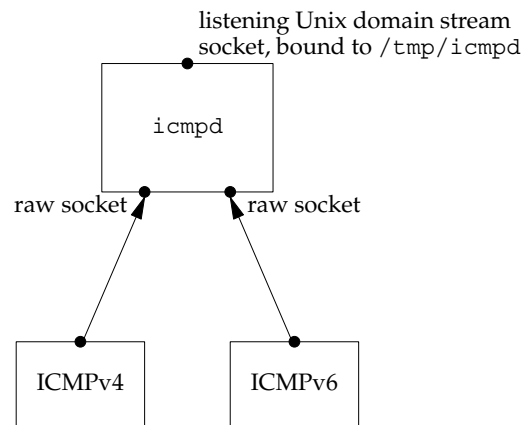 listening Unix domain stream
socket, bound to /tmp/icmpd
icmpd
raw socket
raw socket
ICMPv4
ICMPv6